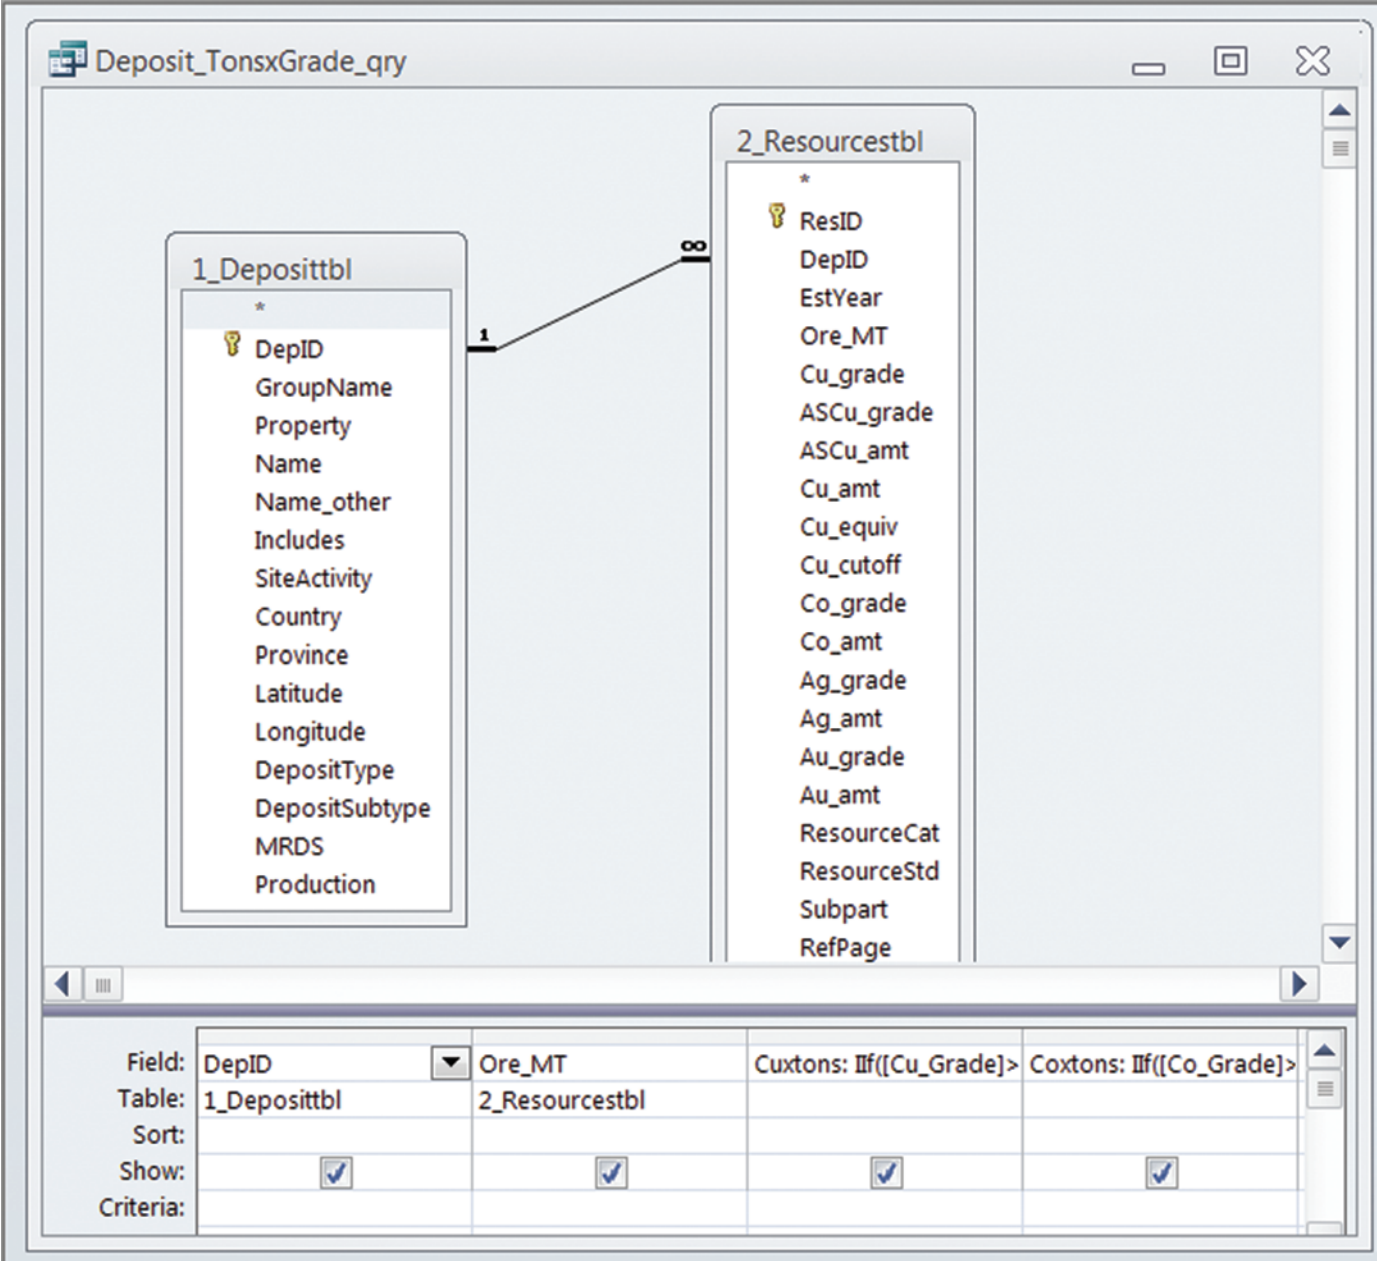 Deposit_TonsxGrade_qry
1_Deposittbl
*
DepID
GroupName
Property
Name
Name_other
Includes
SiteActivity
Country
Province
Latitude
Longitude
DepositType
DepositSubtype
MRDS
Production
1
∞
2_Resourcestbl
*
ResID
DepID
EstYear
Ore_MT
Cu_grade
ASCu_grade
ASCu_amt
Cu_amt
Cu_equiv
Cu_cutoff
Co_grade
Co_amt
Ag_grade
Ag_amt
Au_grade
Au_amt
ResourceCat
ResourceStd
Subpart
RefPage
Field: DepID Ore_MT Cuxtons: IIf([Cu_Grade]> Coxtons: IIf([Co_Grade]>
Table: 1_Deposittbl 2_Resourcestbl
Sort:
Show:
Criteria: